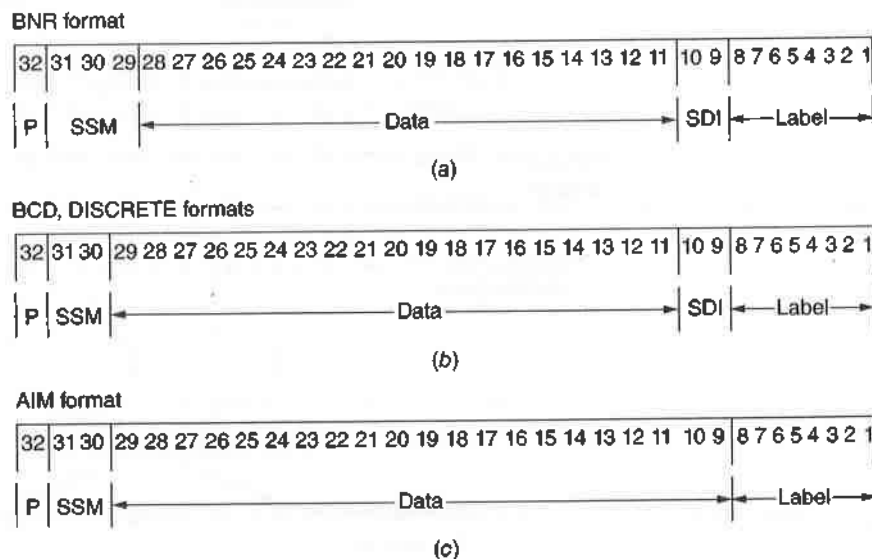 BNR format
32 31 30 29 28 27 26 25 24 23 22 21 20 19 18 17 16 15 14 13 12 11 10 9 8 7 6 5 4 3 2 1
P SSM Data SDI Label
(a)
BCD, DISCRETE formats
32 31 30 29 28 27 26 25 24 23 22 21 20 19 18 17 16 15 14 13 12 11 10 9 8 7 6 5 4 3 2 1
P SSM Data SDI Label
(b)
AIM format
32 31 30 29 28 27 26 25 24 23 22 21 20 19 18 17 16 15 14 13 12 11 10 9 8 7 6 5 4 3 2 1
P SSM Data Label
(c)